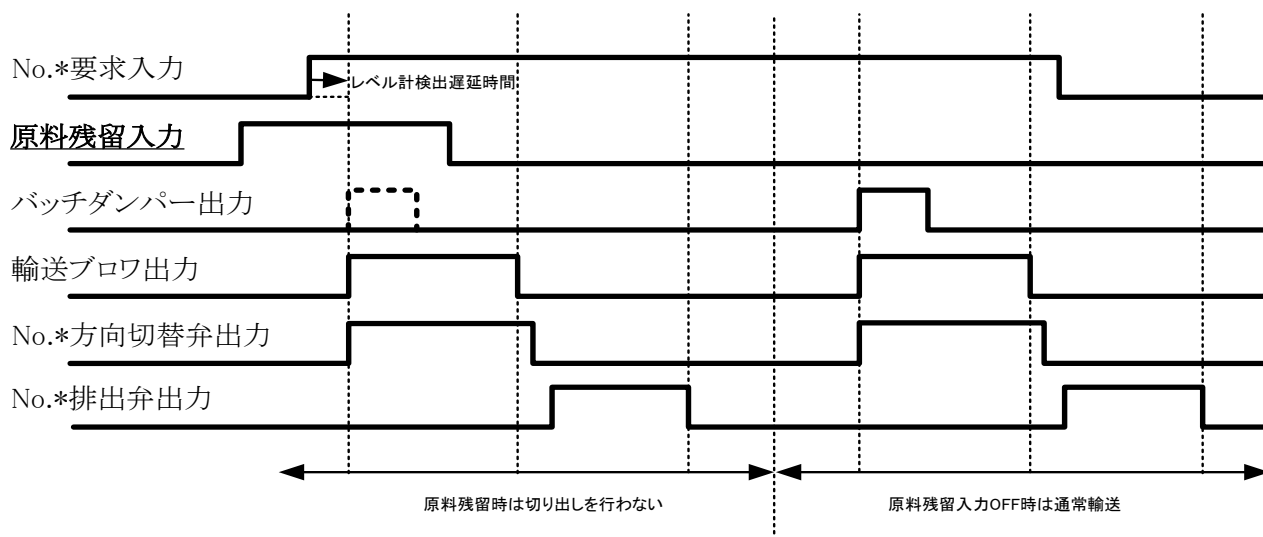 No.*要求入力
レベル計検出遅延時間
原料残留入力
バッチダンパー出力
輸送ブロワ出力
No.*方向切替弁出力
No.*排出弁出力
原料残留時は切り出しを行わない
原料残留入力OFF時は通常輸送